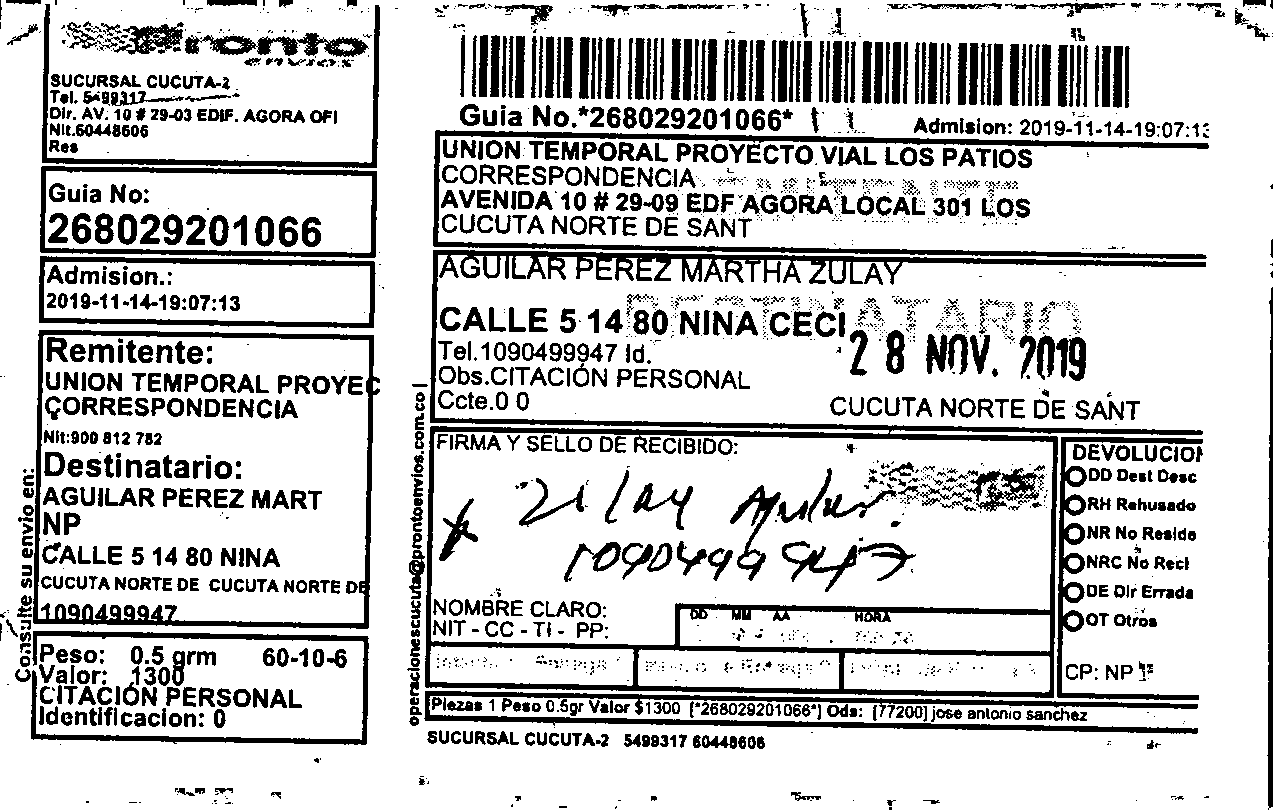 Pronto
envíos
SUCURSAL CUCUTA-2
Tel. 5499317
Dir. AV. 10 # 29-03 EDIF. AGORA OFI
Nit.60448606
Res
Guia No:
268029201066
Admision.:
2019-11-14-19:07:13
Remitente:
UNION TEMPORAL PROYEC
CORRESPONDENCIA
Nit:900 812 782
Destinatario:
AGUILAR PEREZ MART
NP
CALLE 5 14 80 NINA
CUCUTA NORTE DE CUCUTA NORTE DE
1090499947
Peso: 0.5 grm 60-10-6
Valor: 1300
CITACIÓN PERSONAL
Identificacion: 0
Consulte su envio en:
operacionescucuta@prontoenvios.com.co
Guia No.*268029201066*
Admision: 2019-11-14-19:07:13
UNION TEMPORAL PROYECTO VIAL LOS PATIOS
CORRESPONDENCIA
REMITENTE
AVENIDA 10 # 29-09 EDF AGORA LOCAL 301 LOS
CUCUTA NORTE DE SANT
AGUILAR PEREZ MARTHA ZULAY
DESTINATARIO
CALLE 5 14 80 NINA CECI
28 NOV. 2019
Tel.1090499947 Id.
Obs.CITACIÓN PERSONAL
Ccte.0 0
CUCUTA NORTE DE SANT
FIRMA Y SELLO DE RECIBIDO:
x Zulay Aguilar.
1090499947
NOMBRE CLARO:
NIT - CC - TI - PP:
DD MM AA HORA
DEVOLUCION
DD Dest Desc
RH Rehusado
NR No Reside
NRC No Recl
DE Dir Errada
OT Otros
CP: NP
Piezas 1 Peso 0.5gr Valor $1300 [*268029201066*] Ods: [77200] jose antonio sanchez
SUCURSAL CUCUTA-2 5499317 60448606